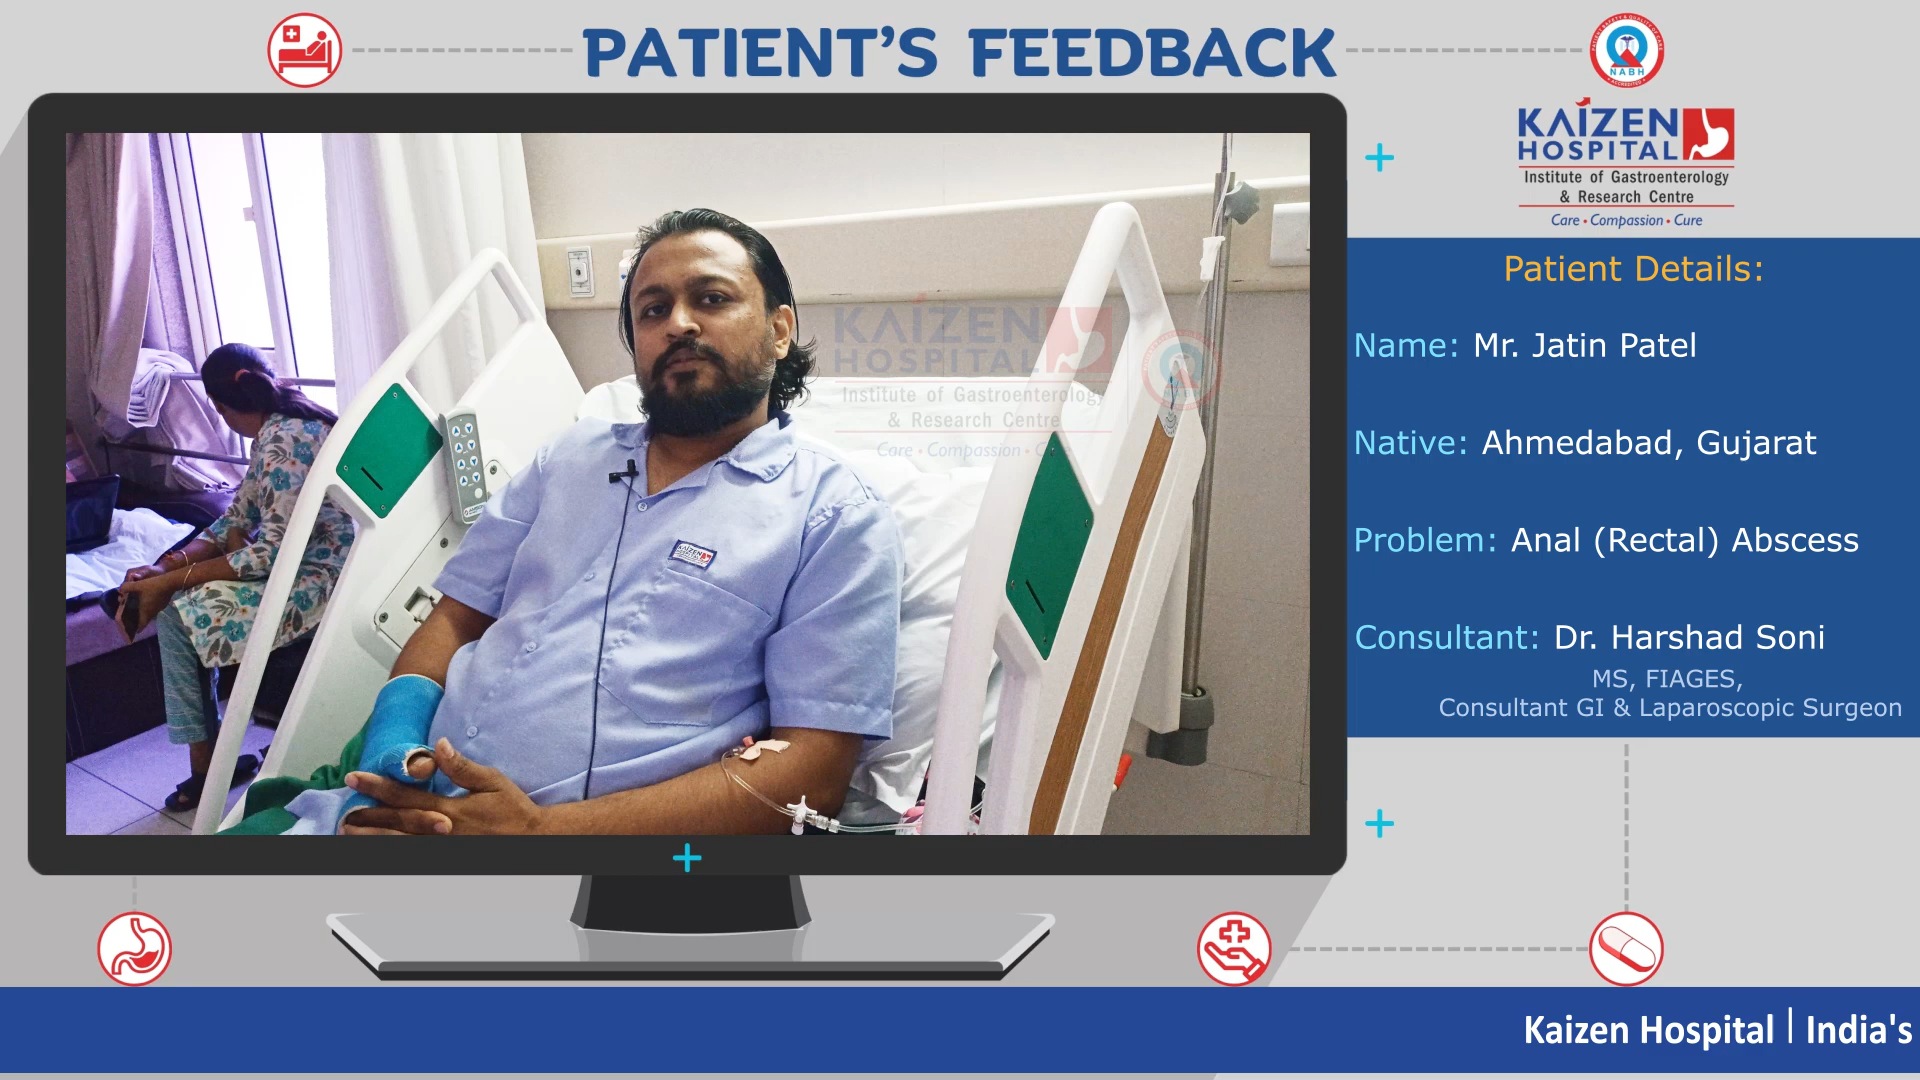 PATIENT'S FEEDBACK
NABH
KAIZEN
HOSPITAL
Institute of Gastroenterology
& Research Centre
Care • Compassion • Cure
KAIZEN
HOSPITAL
Institute of Gastroenterology
& Research Centre
Care • Compassion • C
KAIZEN
Patient Details:
Name: Mr. Jatin Patel
Native: Ahmedabad, Gujarat
Problem: Anal (Rectal) Abscess
Consultant: Dr. Harshad Soni
MS, FIAGES,
Consultant GI & Laparoscopic Surgeon
Kaizen Hospital | India's